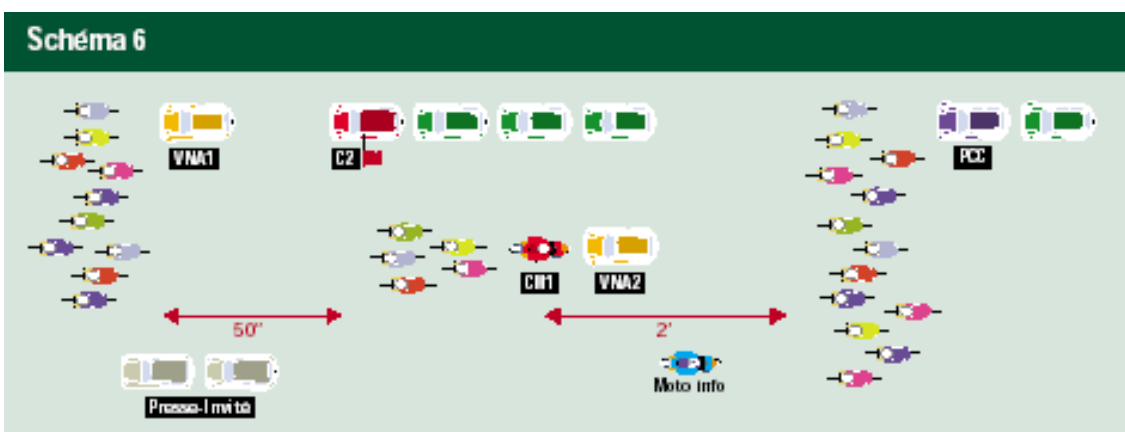 Schéma 6
VNA1
C2
PCC
CM1
VNA2
50"
2'
Moto info
Presse-Invité